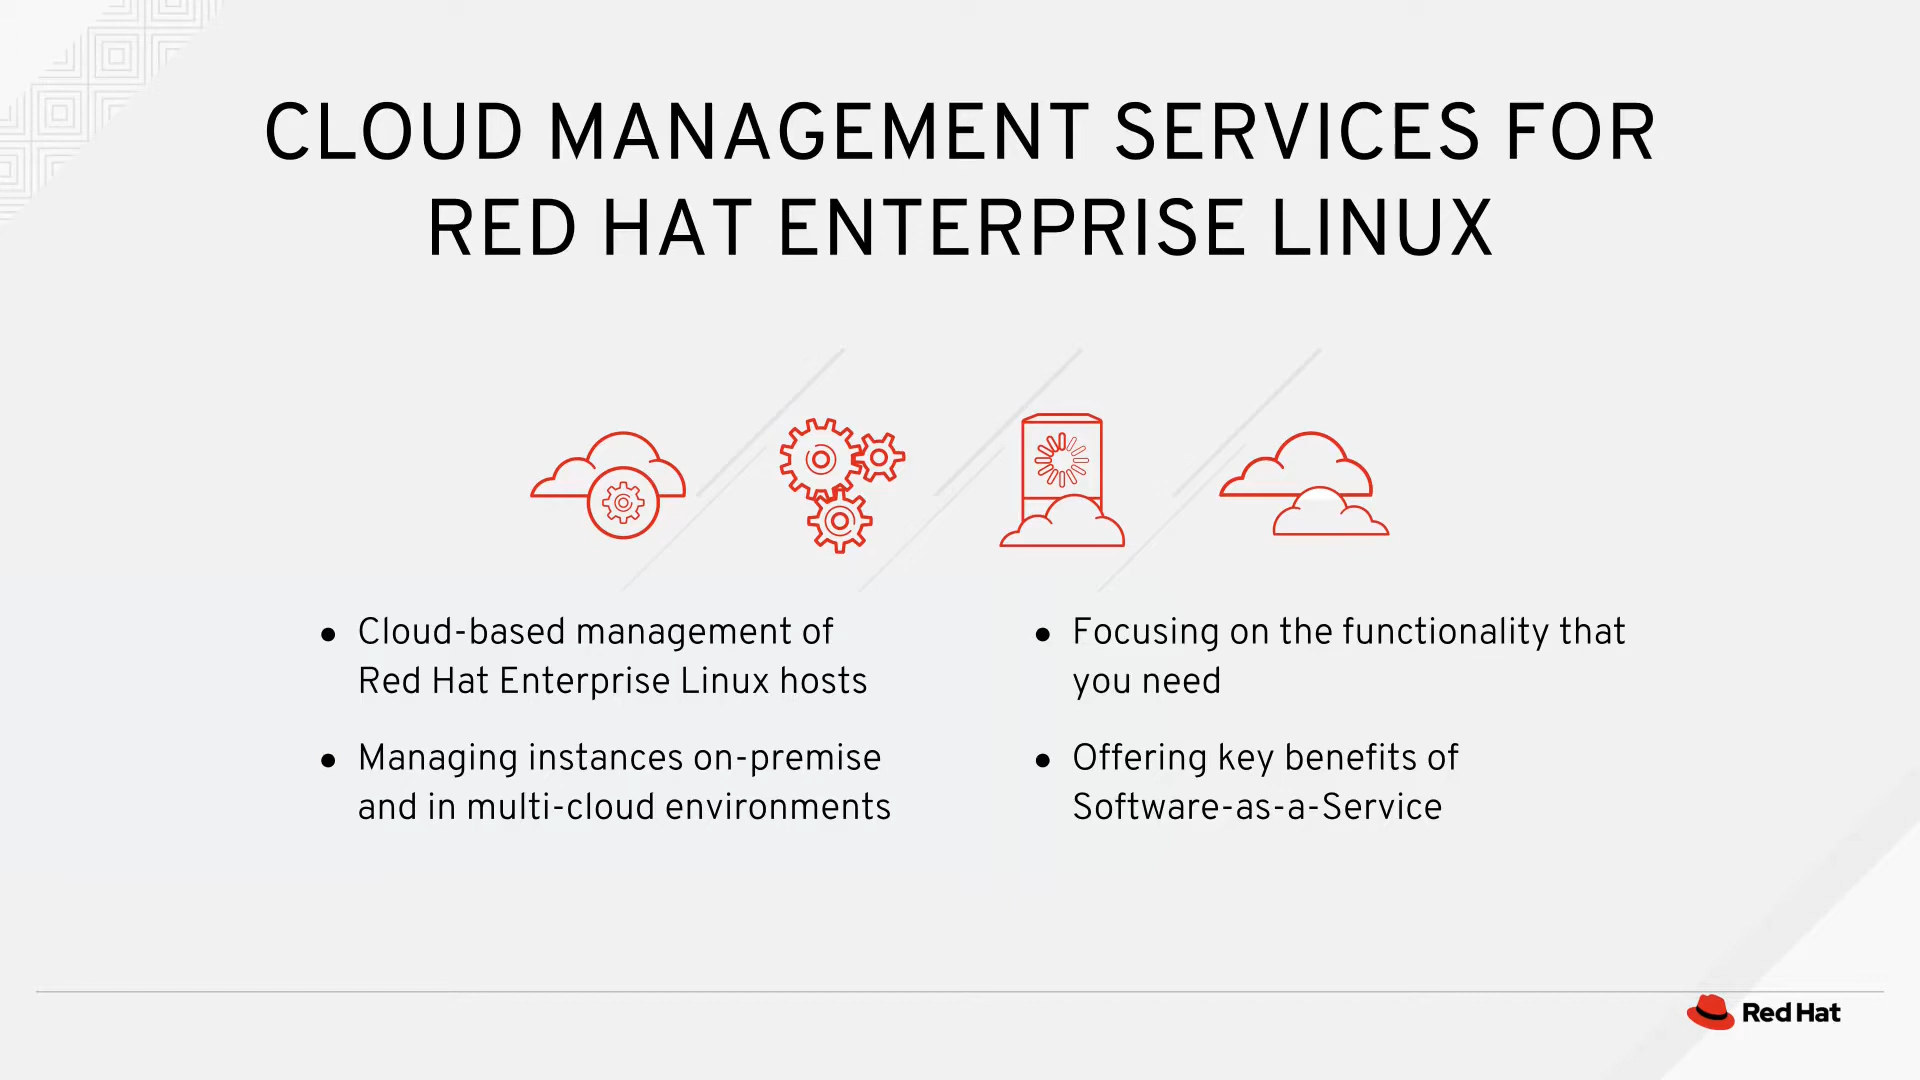 CLOUD MANAGEMENT SERVICES FOR
RED HAT ENTERPRISE LINUX
• Cloud-based management of
Red Hat Enterprise Linux hosts
• Managing instances on-premise
and in multi-cloud environments
• Focusing on the functionality that
you need
• Offering key benefits of
Software-as-a-Service
Red Hat